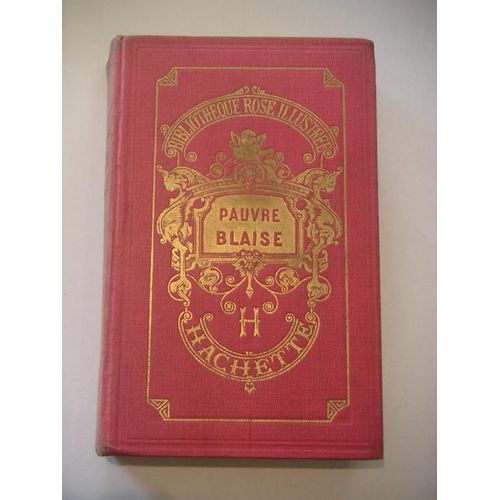 BIBLIOTHEQUE ROSE ILLUSTREE
PAUVRE
BLAISE
H
HACHETTE